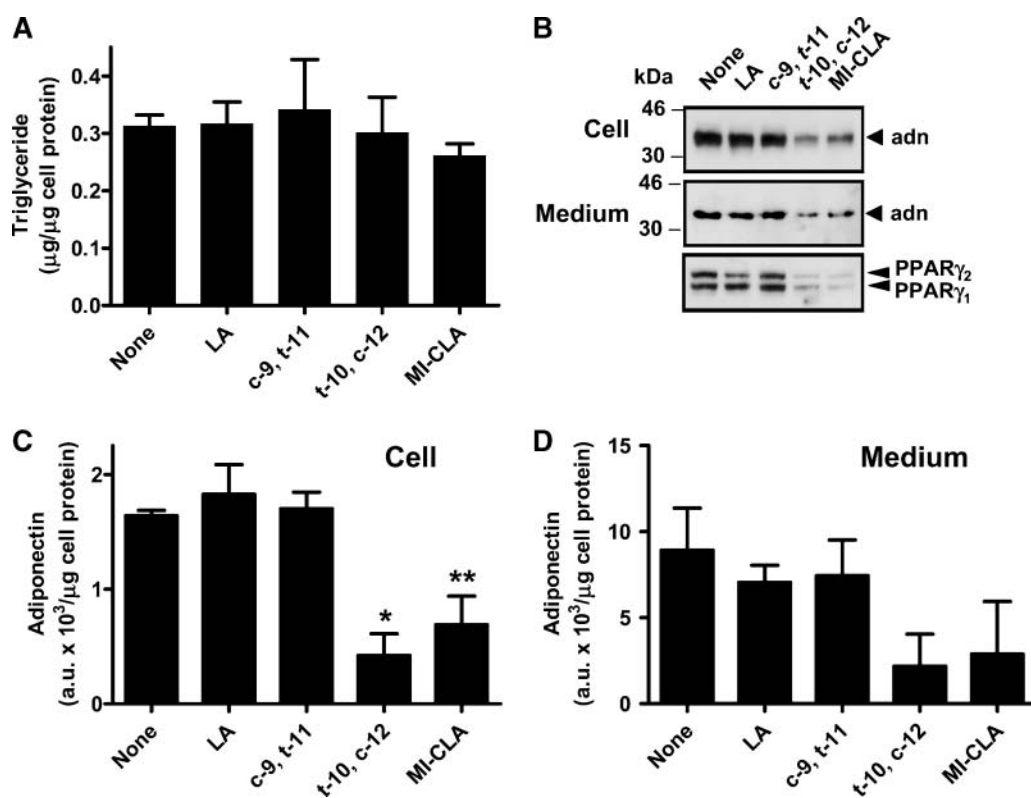 A
Triglyceride
(μg/μg cell protein)
0.4
0.3
0.2
0.1
0.0
None
LA
c-9, t-11
t-10, c-12
MI-CLA
B
kDa
None
LA
c-9, t-11
t-10, c-12
MI-CLA
46
Cell
adn
30
46
Medium
adn
30
PPARγ2
PPARγ1
C
Cell
Adiponectin
(a.u. x 10³/μg cell protein)
2
1
0
*
**
None
LA
c-9, t-11
t-10, c-12
MI-CLA
D
Medium
Adiponectin
(a.u. x 10³/μg cell protein)
15
10
5
0
None
LA
c-9, t-11
t-10, c-12
MI-CLA